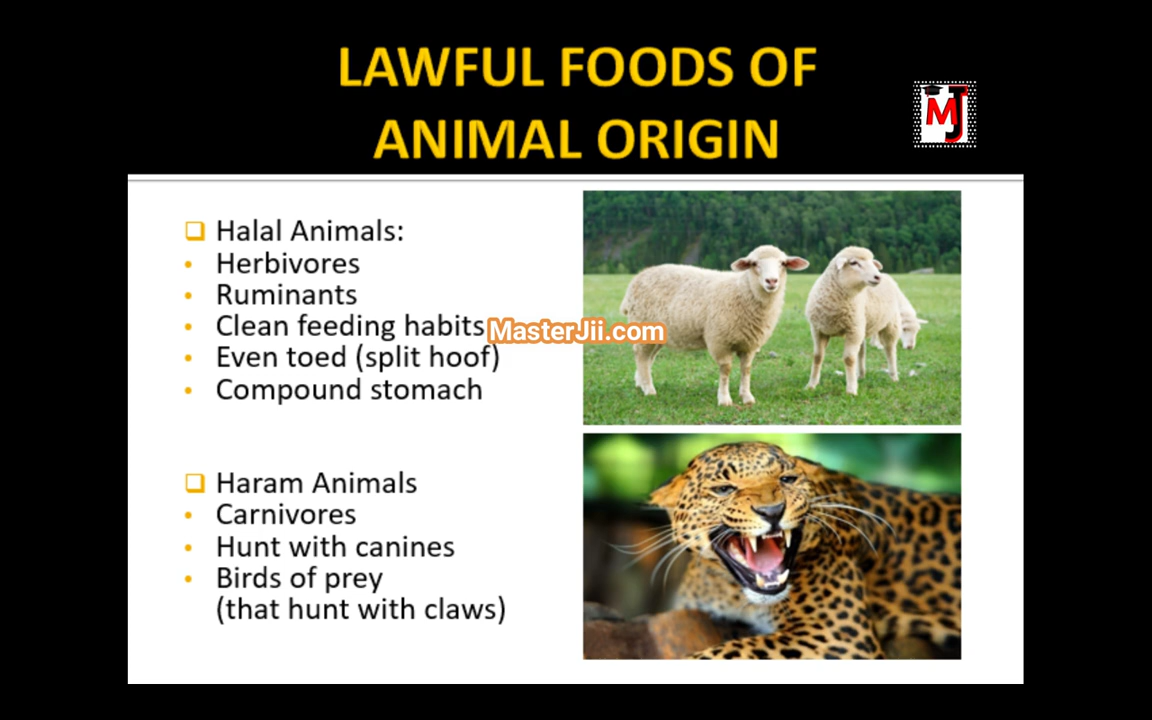 LAWFUL FOODS OF
ANIMAL ORIGIN
MJ
Halal Animals:
Herbivores
Ruminants
Clean feeding habits
MasterJii.com
Even toed (split hoof)
Compound stomach
Haram Animals
Carnivores
Hunt with canines
Birds of prey
(that hunt with claws)